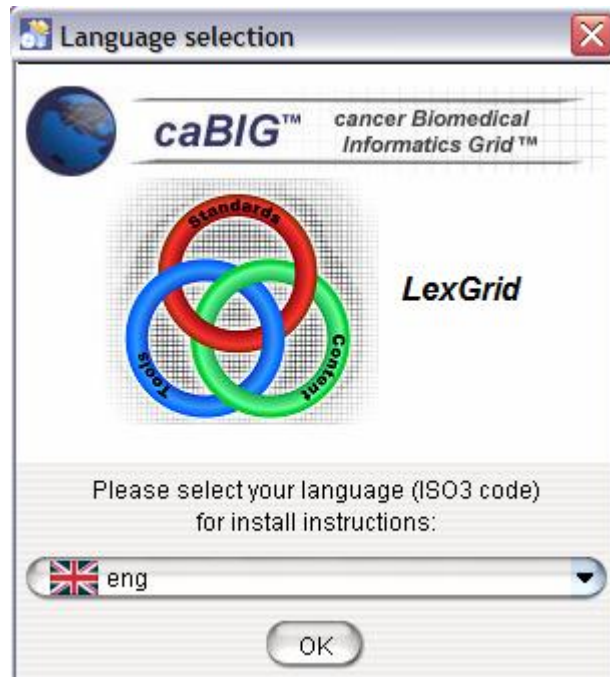 Language selection
caBIG™
cancer Biomedical
Informatics Grid™
Standards
LexGrid
Tools
Content
Please select your language (ISO3 code)
for install instructions:
eng
OK